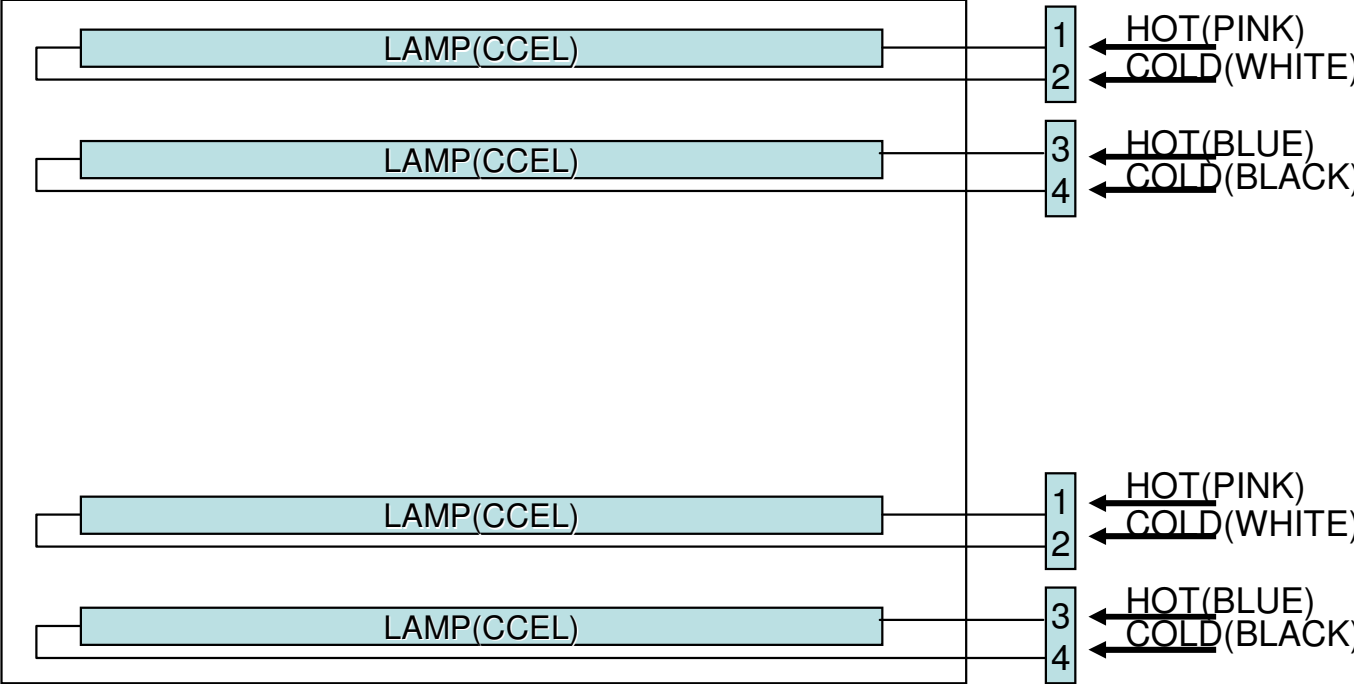 LAMP(CCEL)
1
HOT(PINK)
2
COLD(WHITE)
LAMP(CCEL)
3
HOT(BLUE)
4
COLD(BLACK)
LAMP(CCEL)
1
HOT(PINK)
2
COLD(WHITE)
LAMP(CCEL)
3
HOT(BLUE)
4
COLD(BLACK)